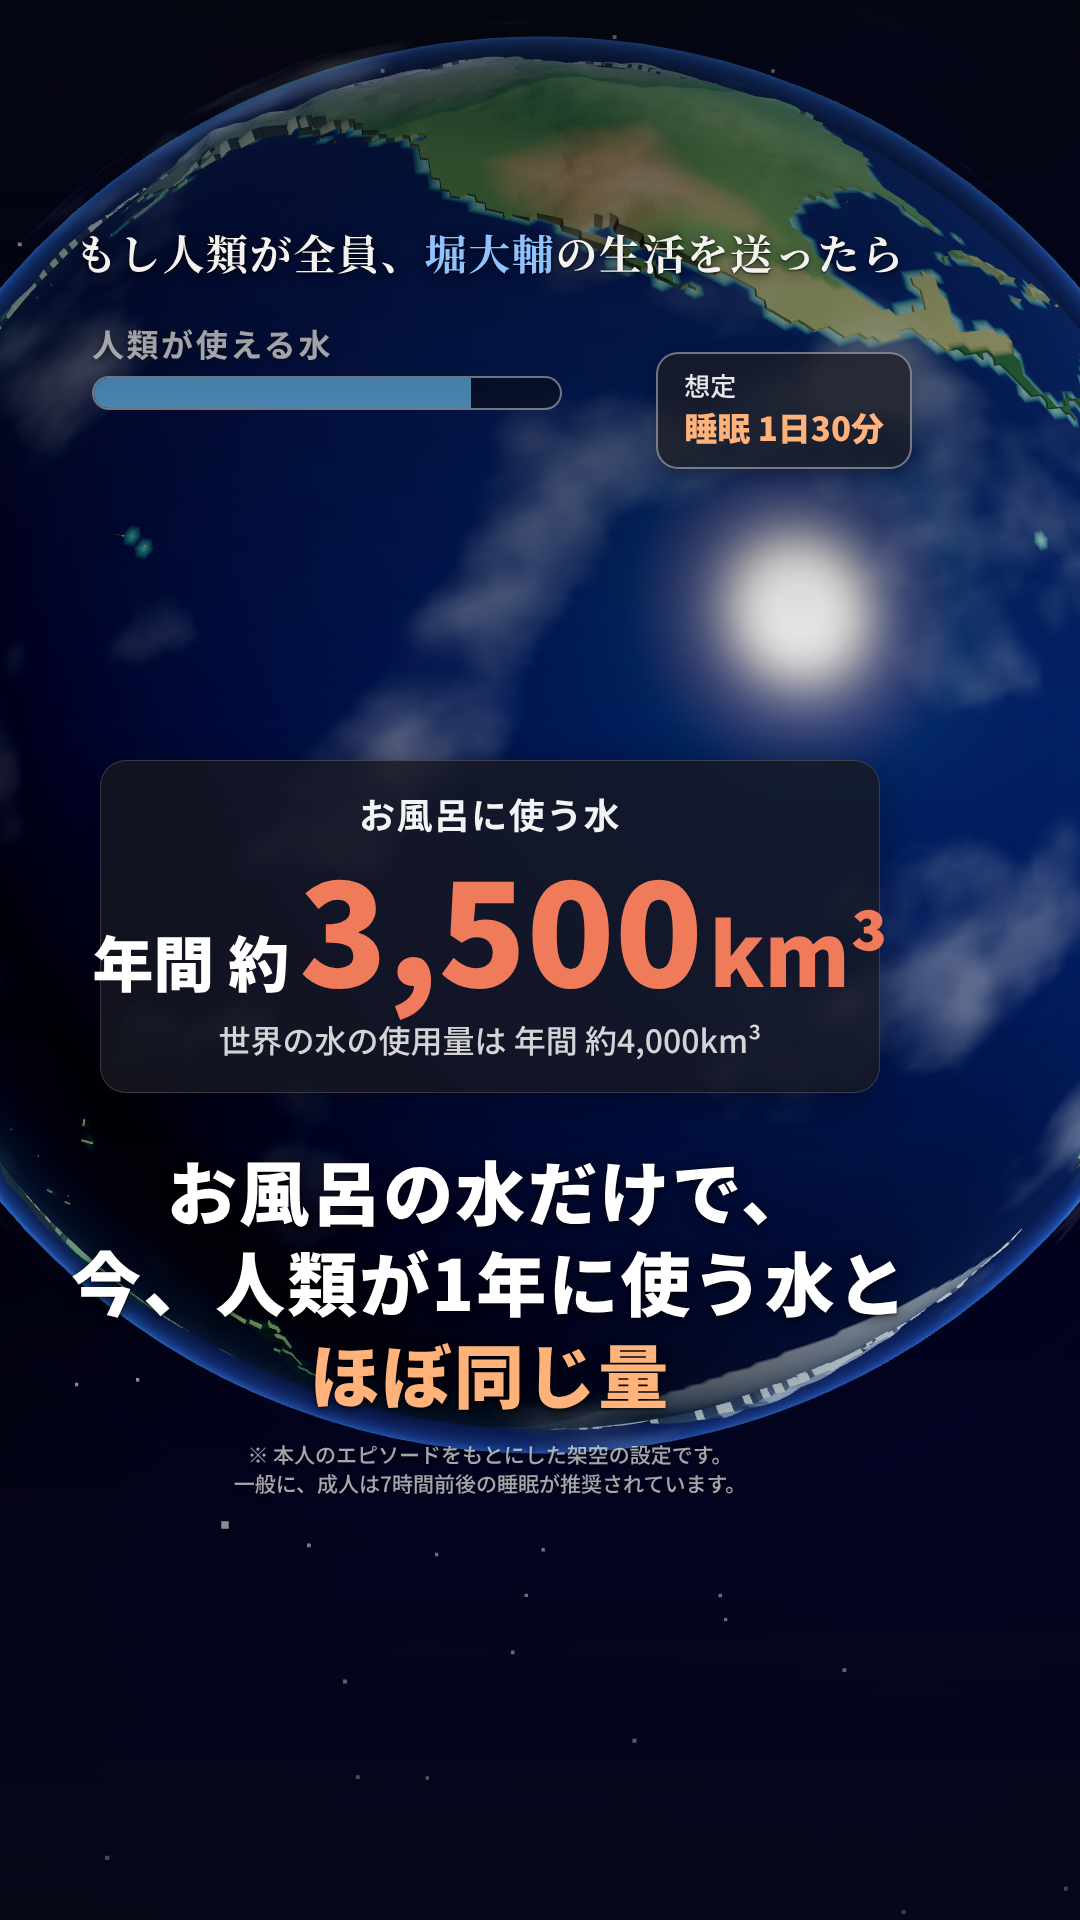 もし人類が全員、堀大輔の生活を送ったら
人類が使える水
想定
睡眠 1日30分
お風呂に使う水
年間 約3,500km³
世界の水の使用量は 年間 約4,000km³
お風呂の水だけで、
今、人類が1年に使う水と
ほぼ同じ量
※ 本人のエピソードをもとにした架空の設定です。
一般に、成人は7時間前後の睡眠が推奨されています。